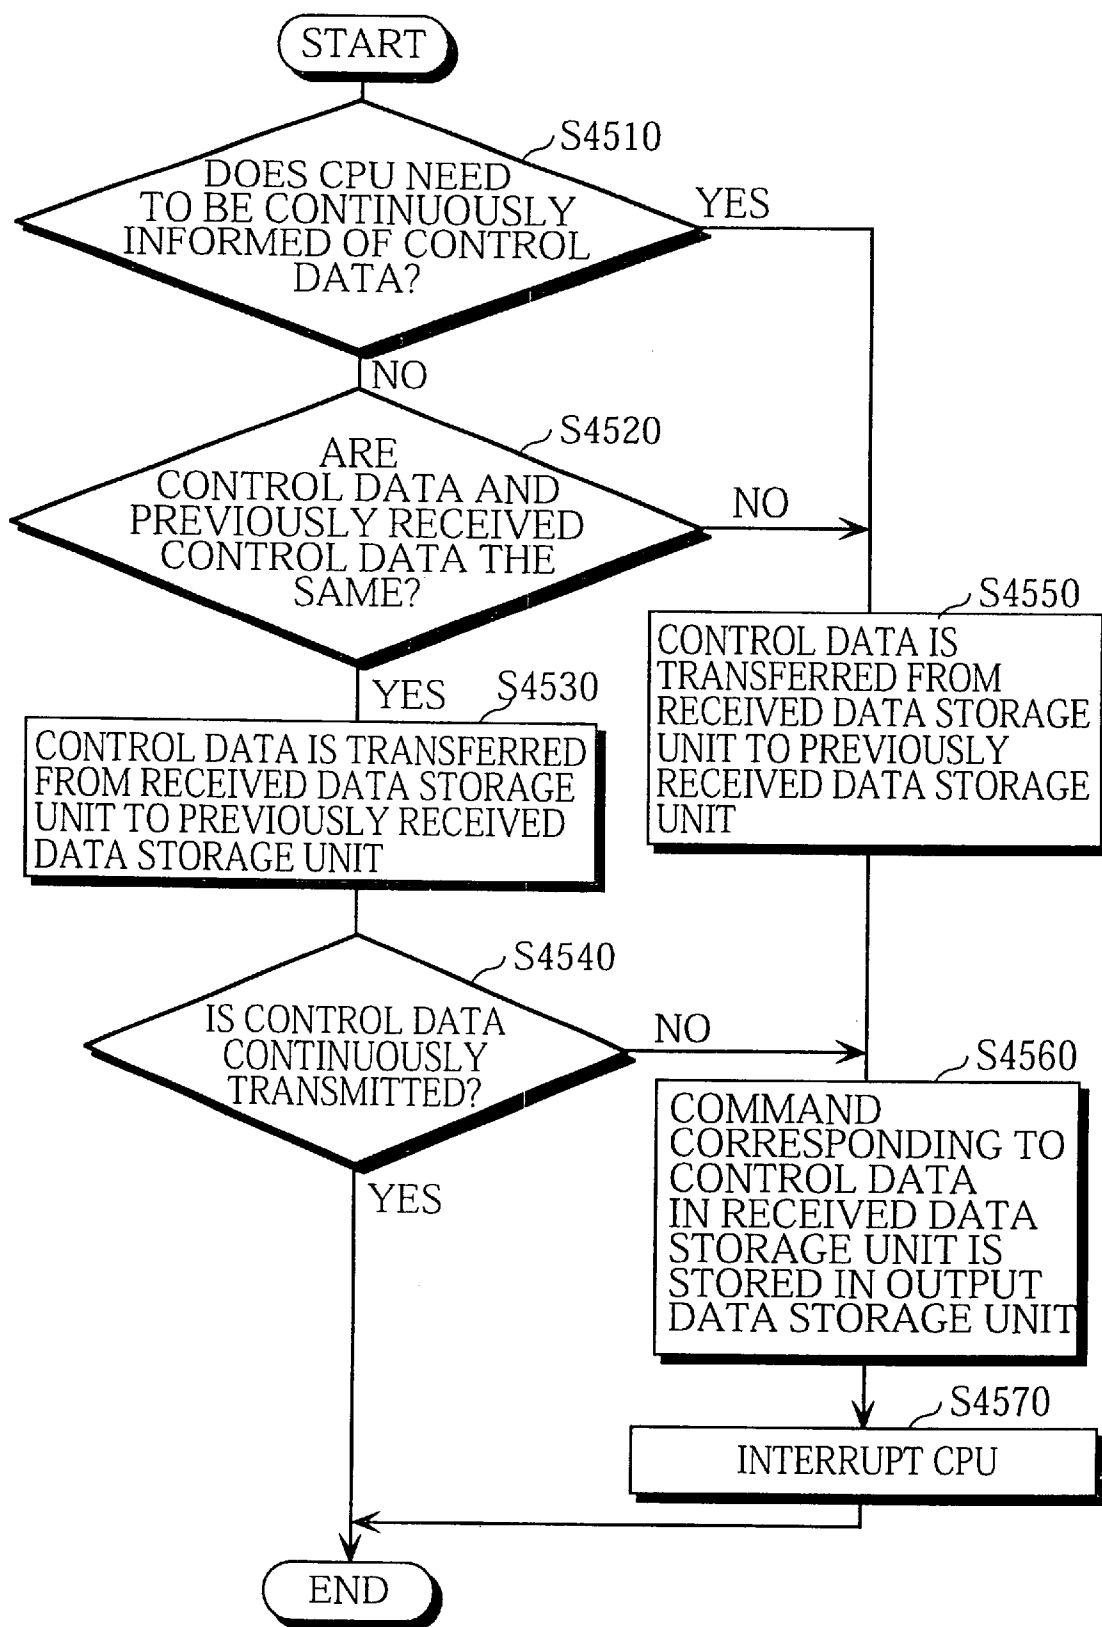 START
S4510
DOES CPU NEED
TO BE CONTINUOUSLY
INFORMED OF CONTROL
DATA?
YES
NO
S4520
ARE
CONTROL DATA AND
PREVIOUSLY RECEIVED
CONTROL DATA THE
SAME?
NO
YES
S4530
CONTROL DATA IS TRANSFERRED
FROM RECEIVED DATA STORAGE
UNIT TO PREVIOUSLY RECEIVED
DATA STORAGE UNIT
S4550
CONTROL DATA IS
TRANSFERRED FROM
RECEIVED DATA STORAGE
UNIT TO PREVIOUSLY
RECEIVED DATA STORAGE
UNIT
S4540
IS CONTROL DATA
CONTINUOUSLY
TRANSMITTED?
NO
YES
S4560
COMMAND
CORRESPONDING TO
CONTROL DATA
IN RECEIVED DATA
STORAGE UNIT IS
STORED IN OUTPUT
DATA STORAGE UNIT
S4570
INTERRUPT CPU
END